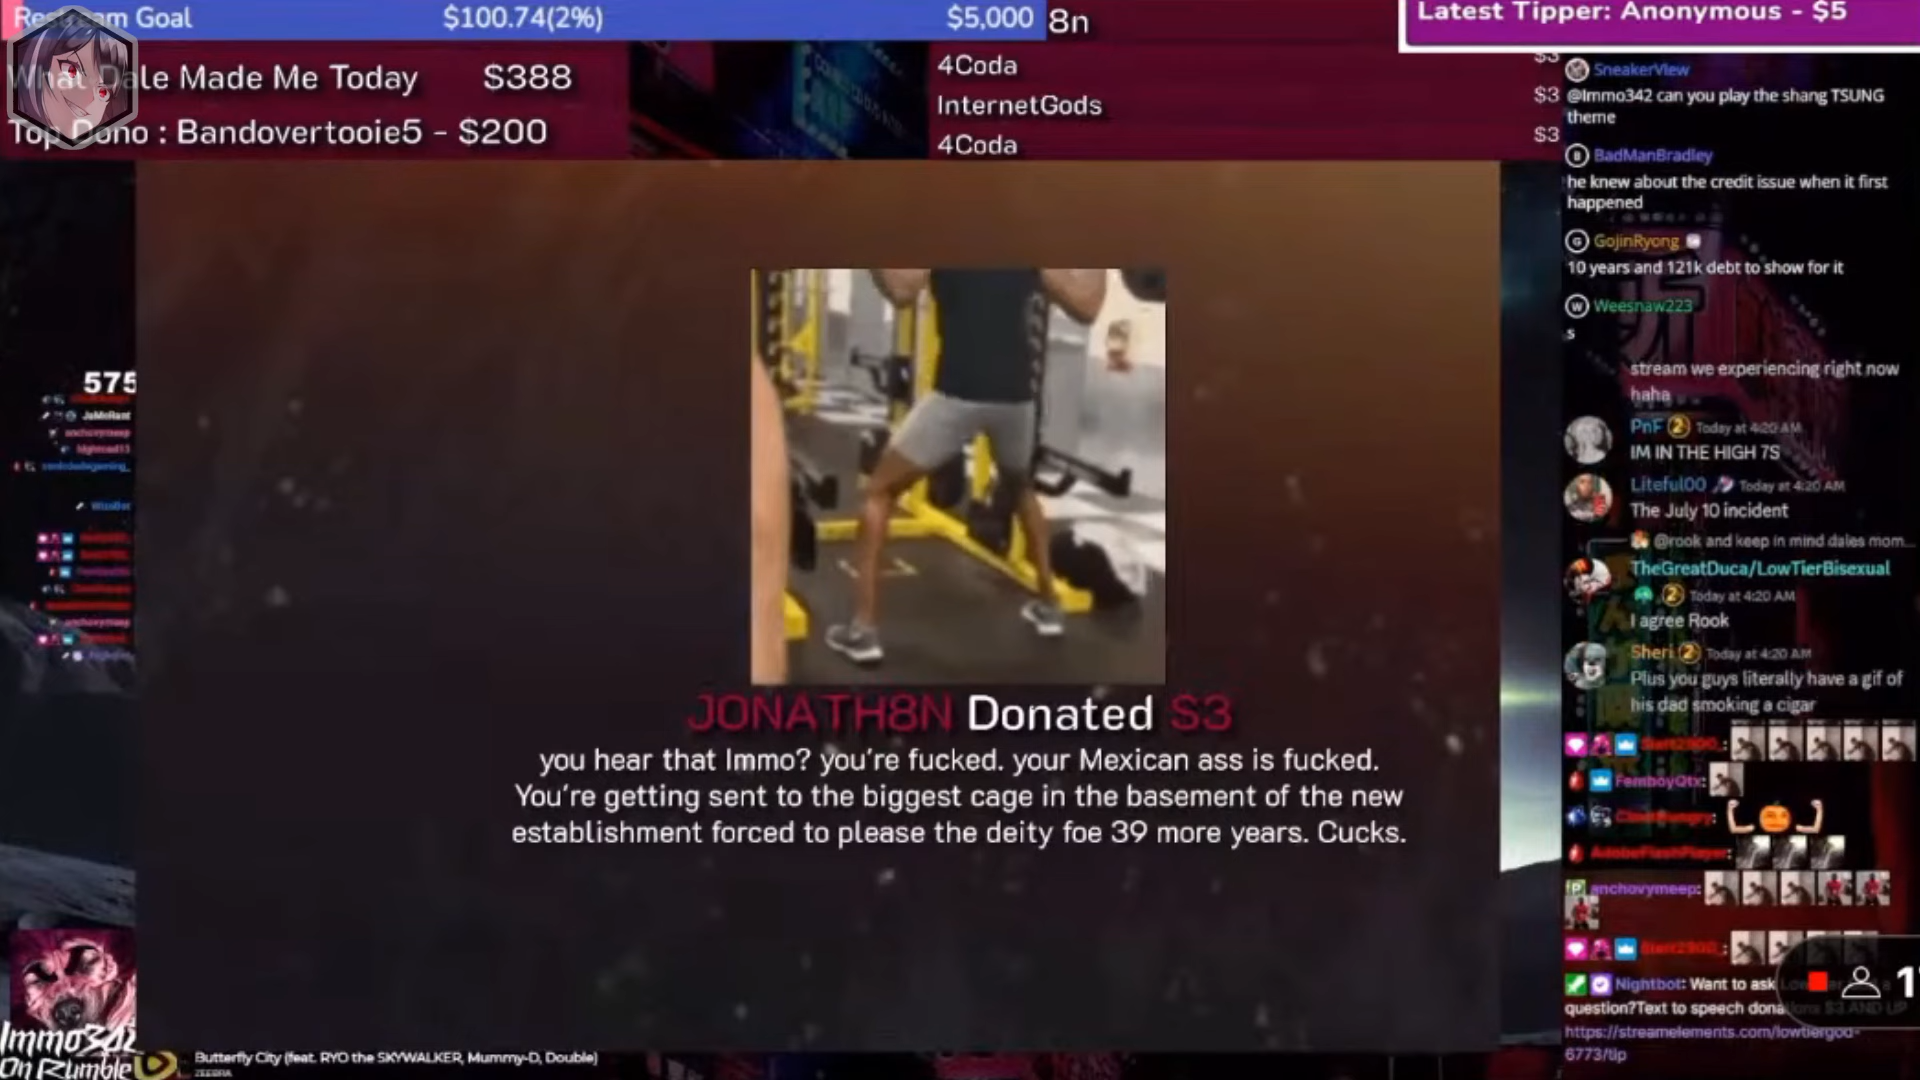 Restream Goal $100.74(2%) $5,000
8n
Latest Tipper: Anonymous - $5
What Dale Made Me Today $388
Top Dono : Bandovertooie5 - $200
4Coda $3
InternetGods $3
4Coda $3
SneakerView
@Immo342 can you play the shang TSUNG
theme
BadManBradley
he knew about the credit issue when it first
happened
GojinRyong
10 years and 121k debt to show for it
Weesnaw223
s
stream we experiencing right now
haha
PnF 2 Today at 4:20 AM
IM IN THE HIGH 7S
Liteful00 Today at 4:20 AM
The July 10 incident
@rook and keep in mind dales mom...
TheGreatDuca/LowTierBisexual
2 Today at 4:20 AM
I agree Rook
Sheri 2 Today at 4:20 AM
Plus you guys literally have a gif of
his dad smoking a cigar
FemboyQtx:
AdobeFlashPlayer:
anchovymeep:
Nightbot: Want to ask
question?Text to speech dona
https://streamelements.com/lowtiergod-
6773/tip
575
JONATH8N Donated $3
you hear that Immo? you're fucked. your Mexican ass is fucked.
You're getting sent to the biggest cage in the basement of the new
establishment forced to please the deity foe 39 more years. Cucks.
Immo342
On Rumble
Butterfly City (feat. RYO the SKYWALKER, Mummy-D, Double)
ZEEBRA